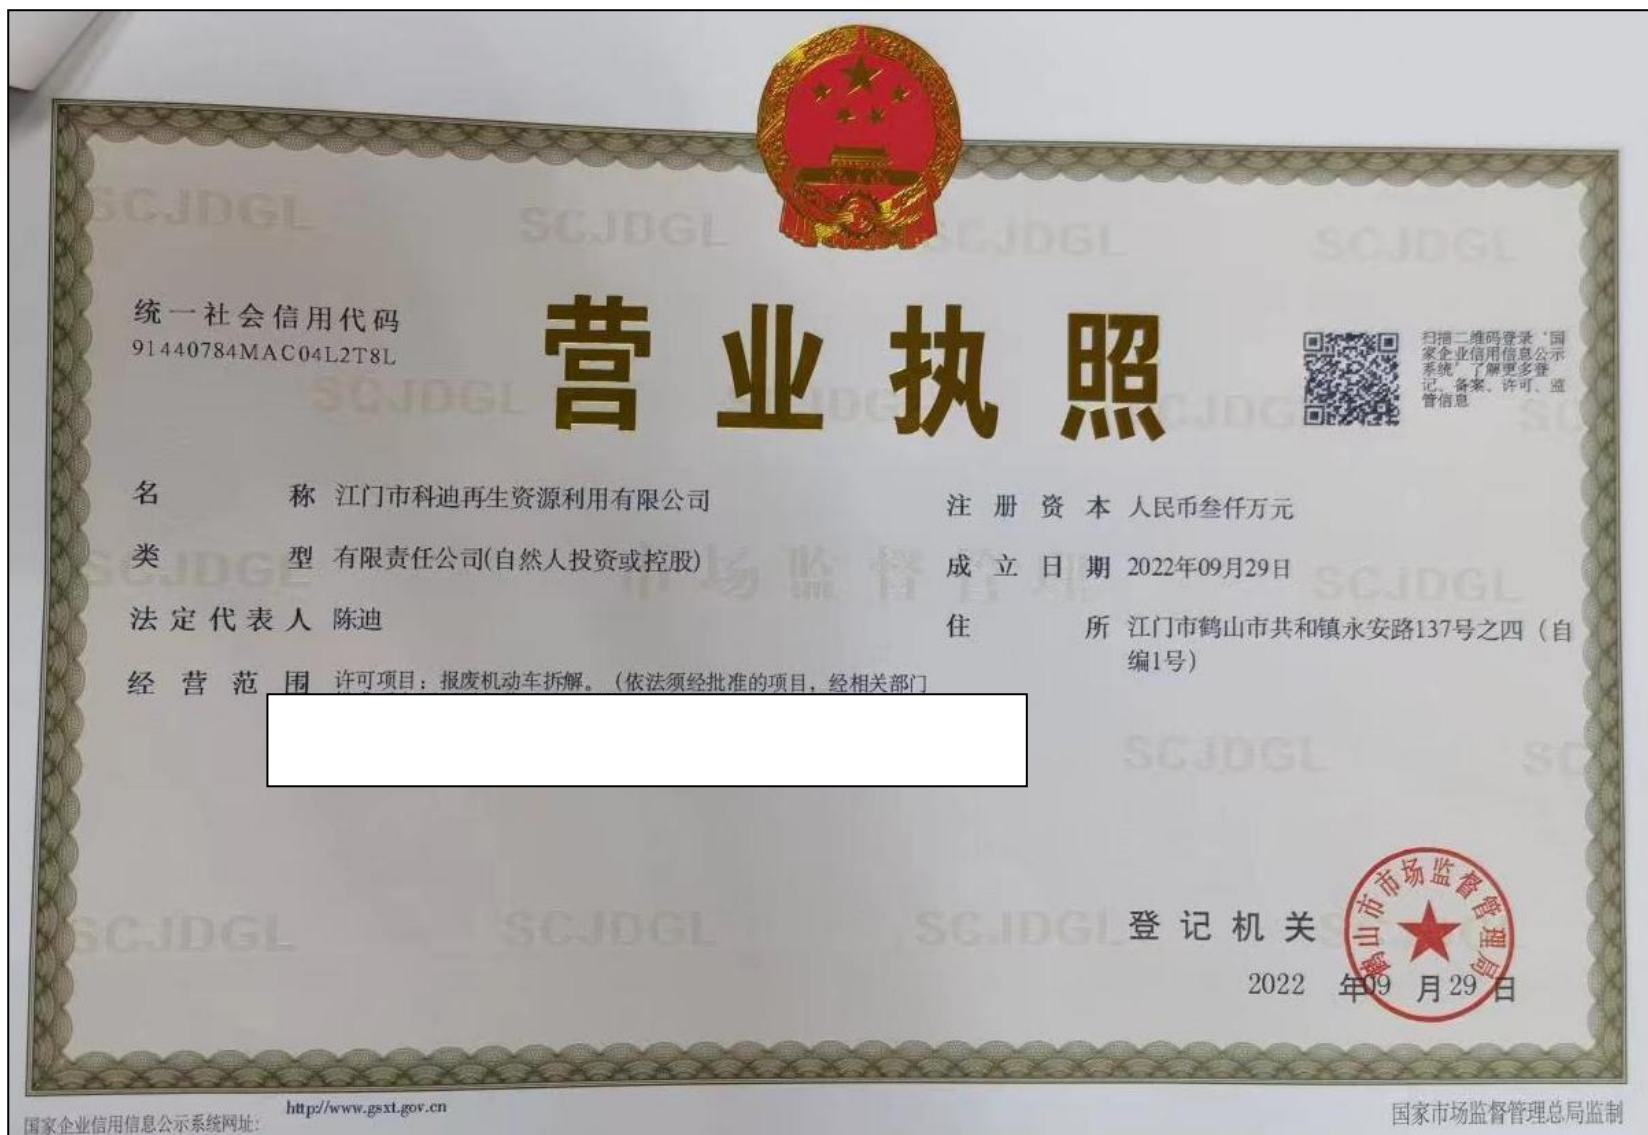 统一社会信用代码
91440784MAC04L2T8L
营业执照
扫描二维码登录‘国
家企业信用信息公示
系统’了解更多登
记、备案、许可、监
管信息
名称 江门市科迪再生资源利用有限公司
类型 有限责任公司(自然人投资或控股)
法定代表人 陈迪
经营范围 许可项目：报废机动车拆解。（依法须经批准的项目，经相关部门
注册资本 人民币叁仟万元
成立日期 2022年09月29日
住所 江门市鹤山市共和镇永安路137号之四（自
编1号）
登记机关
鹤山市市场监督管理局
2022 年09 月29日
国家企业信用信息公示系统网址: http://www.gsxt.gov.cn
国家市场监督管理总局监制
SCJDGL
SCJDGL
SCJDGL
SCJDGL
SCJDGL
市场监督管理
SCJDGL
SCJDGL
SCJDGL
SCJDGL
SCJDGL
SCJDGL